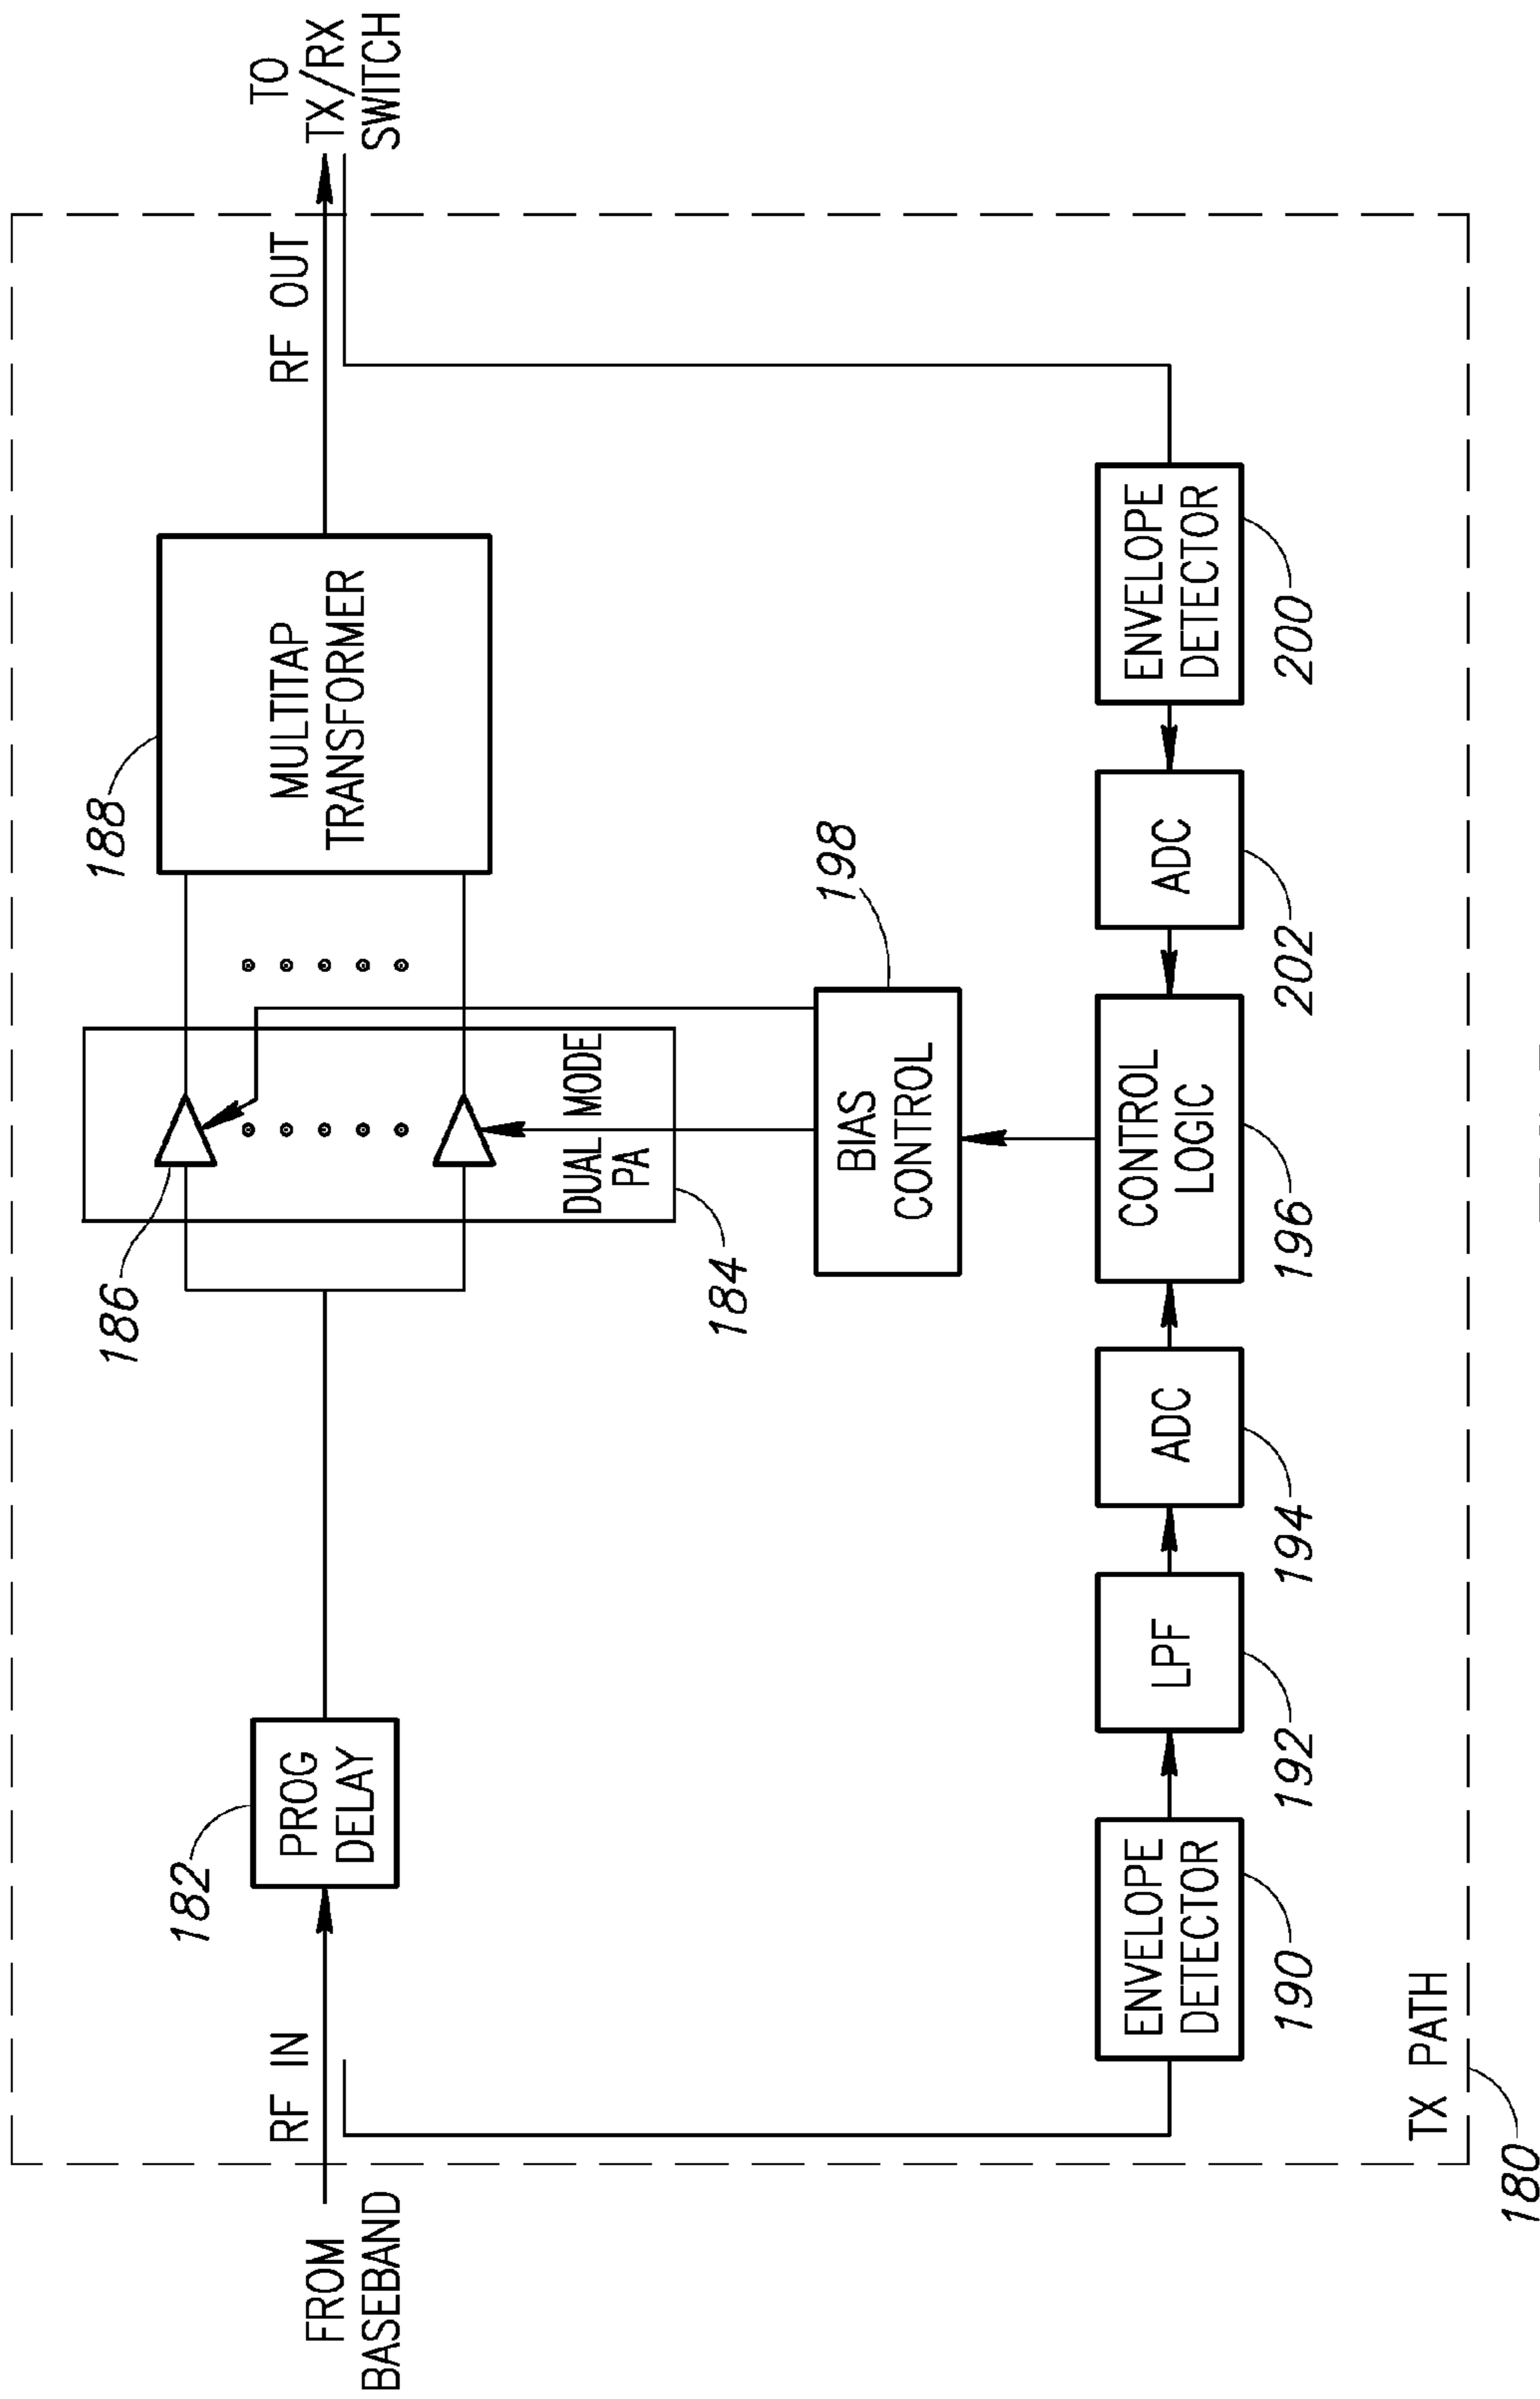 FROM
BASEBAND
RF IN
182
PROG
DELAY
186
DUAL MODE
PA
184
188
MULTITAP
TRANSFORMER
RF OUT
TO
TX/RX
SWITCH
BIAS
CONTROL
198
ENVELOPE
DETECTOR
190
LPF
192
ADC
194
CONTROL
LOGIC
196
ADC
202
ENVELOPE
DETECTOR
200
TX PATH
180